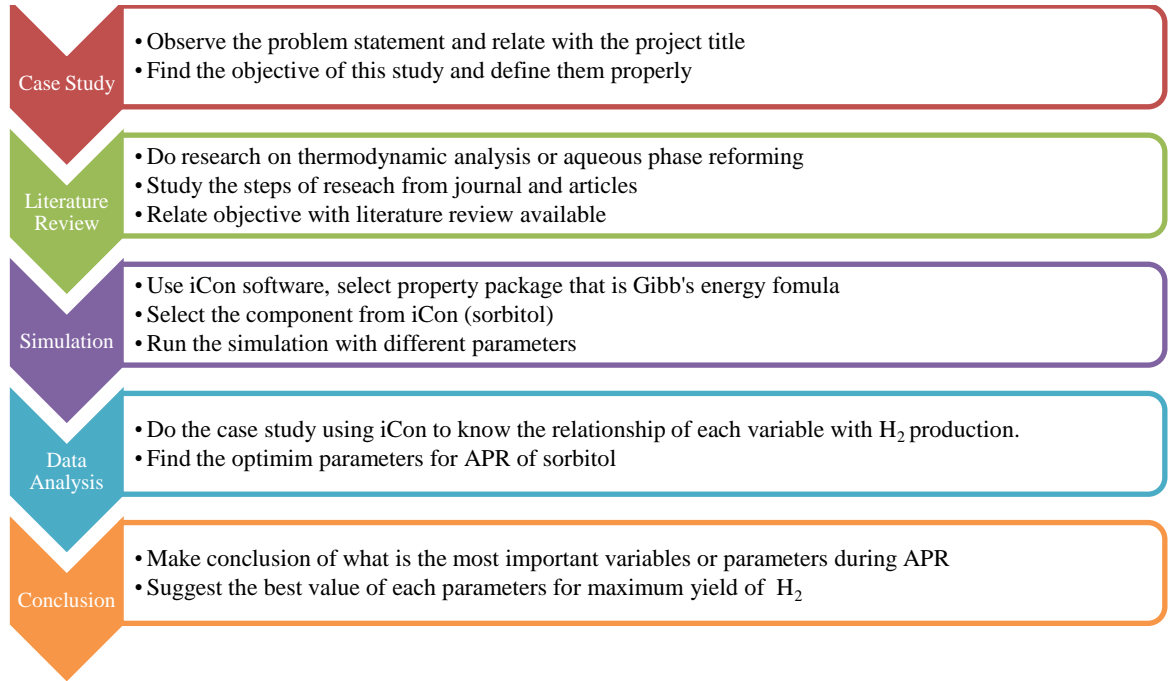 Case Study
• Observe the problem statement and relate with the project title
• Find the objective of this study and define them properly
Literature
Review
• Do research on thermodynamic analysis or aqueous phase reforming
• Study the steps of reseach from journal and articles
• Relate objective with literature review available
Simulation
• Use iCon software, select property package that is Gibb's energy fomula
• Select the component from iCon (sorbitol)
• Run the simulation with different parameters
Data
Analysis
• Do the case study using iCon to know the relationship of each variable with H₂ production.
• Find the optimim parameters for APR of sorbitol
Conclusion
• Make conclusion of what is the most important variables or parameters during APR
• Suggest the best value of each parameters for maximum yield of H₂